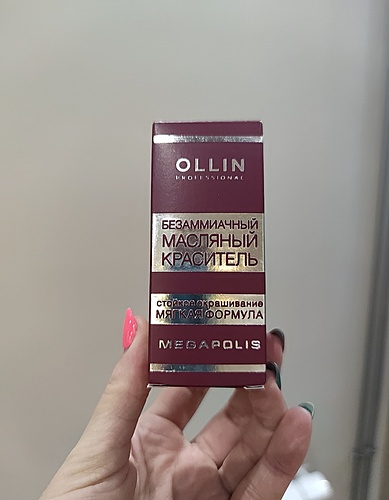 OLLIN
PROFESSIONAL
БЕЗАММИАЧНЫЙ
МАСЛЯНЫЙ
КРАСИТЕЛЬ
стойкое окрашивание
МЯГКАЯ ФОРМУЛА
MEGAPOLIS